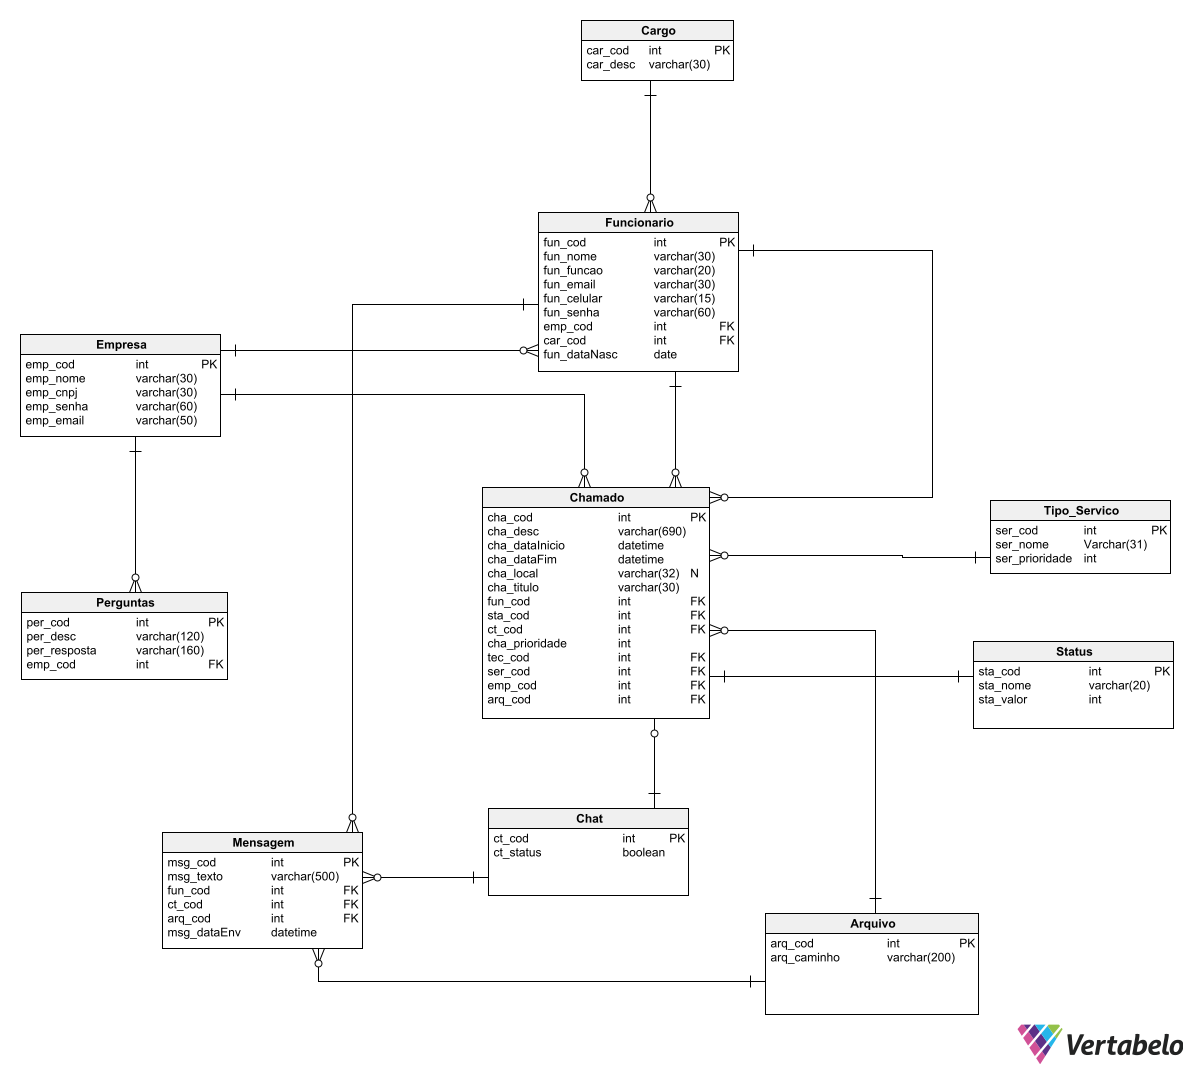 Cargo
car_cod int PK
car_desc varchar(30)
Funcionario
fun_cod int PK
fun_nome varchar(30)
fun_funcao varchar(20)
fun_email varchar(30)
fun_celular varchar(15)
fun_senha varchar(60)
emp_cod int FK
car_cod int FK
fun_dataNasc date
Empresa
emp_cod int PK
emp_nome varchar(30)
emp_cnpj varchar(30)
emp_senha varchar(60)
emp_email varchar(50)
Chamado
cha_cod int PK
cha_desc varchar(690)
cha_dataInicio datetime
cha_dataFim datetime
cha_local varchar(32) N
cha_titulo varchar(30)
fun_cod int FK
sta_cod int FK
ct_cod int FK
cha_prioridade int
tec_cod int FK
ser_cod int FK
emp_cod int FK
arq_cod int FK
Tipo_Servico
ser_cod int PK
ser_nome Varchar(31)
ser_prioridade int
Perguntas
per_cod int PK
per_desc varchar(120)
per_resposta varchar(160)
emp_cod int FK
Status
sta_cod int PK
sta_nome varchar(20)
sta_valor int
Chat
ct_cod int PK
ct_status boolean
Mensagem
msg_cod int PK
msg_texto varchar(500)
fun_cod int FK
ct_cod int FK
arq_cod int FK
msg_dataEnv datetime
Arquivo
arq_cod int PK
arq_caminho varchar(200)
Vertabelo